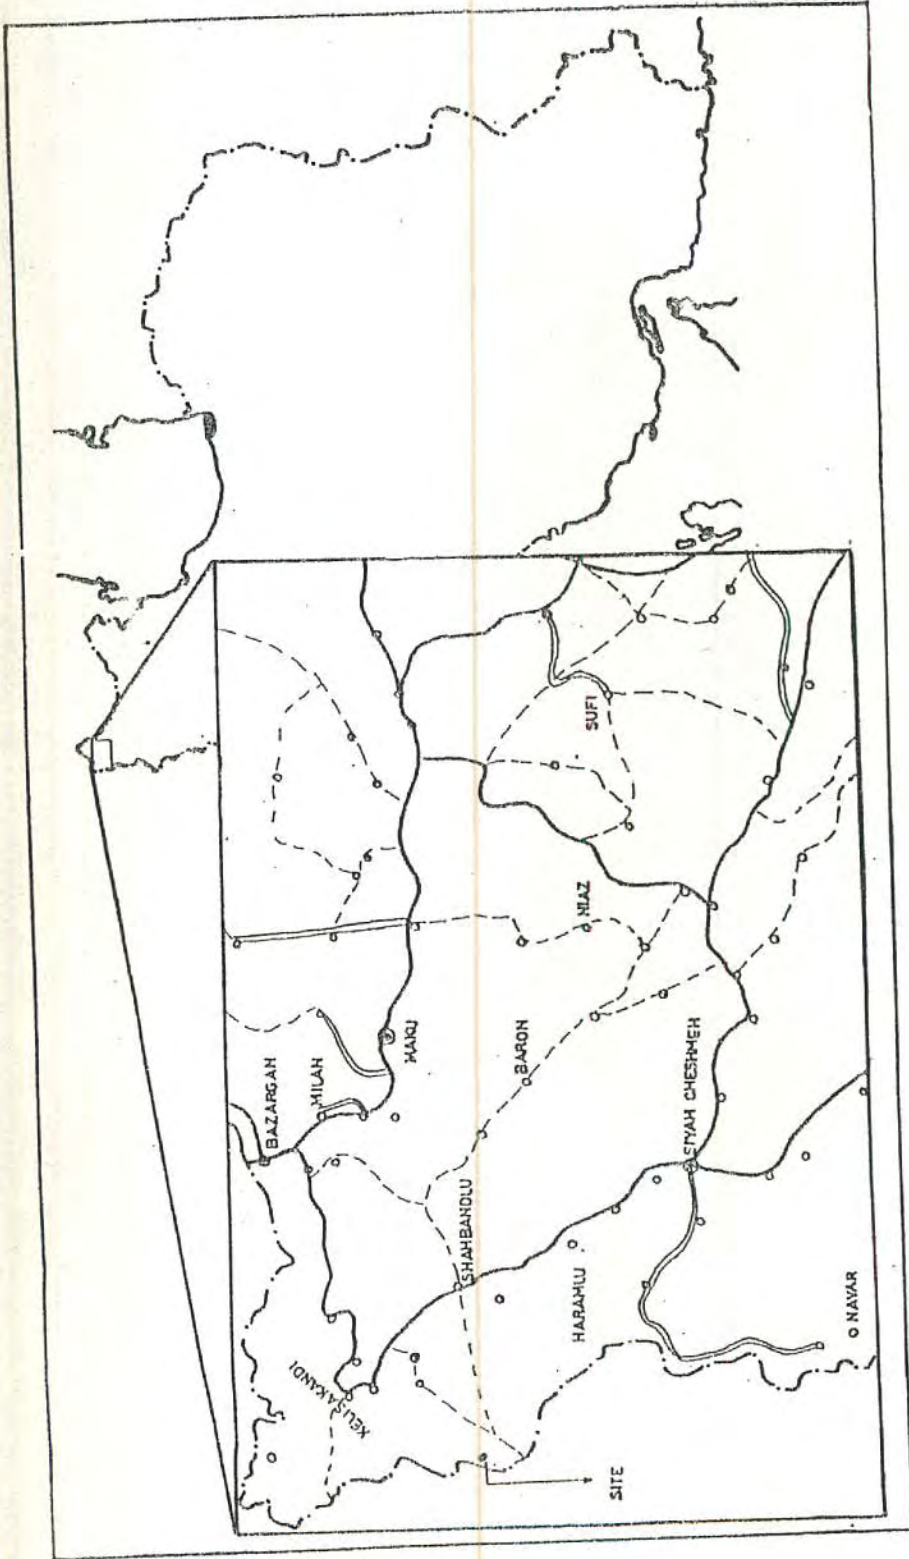 BAZARGAN
MILAN
KELISAKANDI
MAKU
SHAHBANDLU
BARON
HARAMLU
NIAZ
SUFI
SITE
SIYAH CHESHMEH
NAVAR